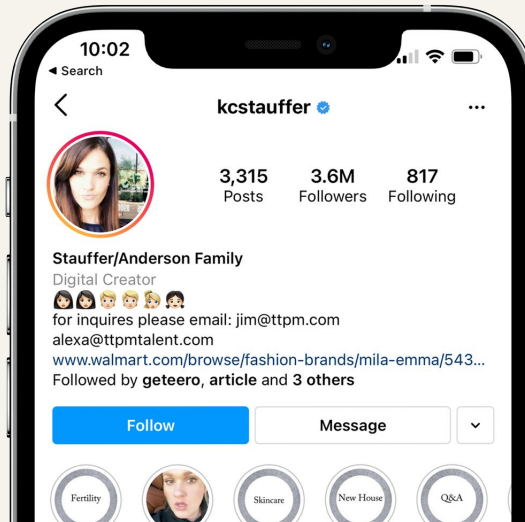 10:02
◀ Search
kcstauffer
3,315 3.6M 817
Posts Followers Following
Stauffer/Anderson Family
Digital Creator
for inquires please email: jim@ttpm.com
alexa@ttpmtalent.com
www.walmart.com/browse/fashion-brands/mila-emma/543...
Followed by geteero, article and 3 others
Follow Message
Fertility Skincare New House Q&A